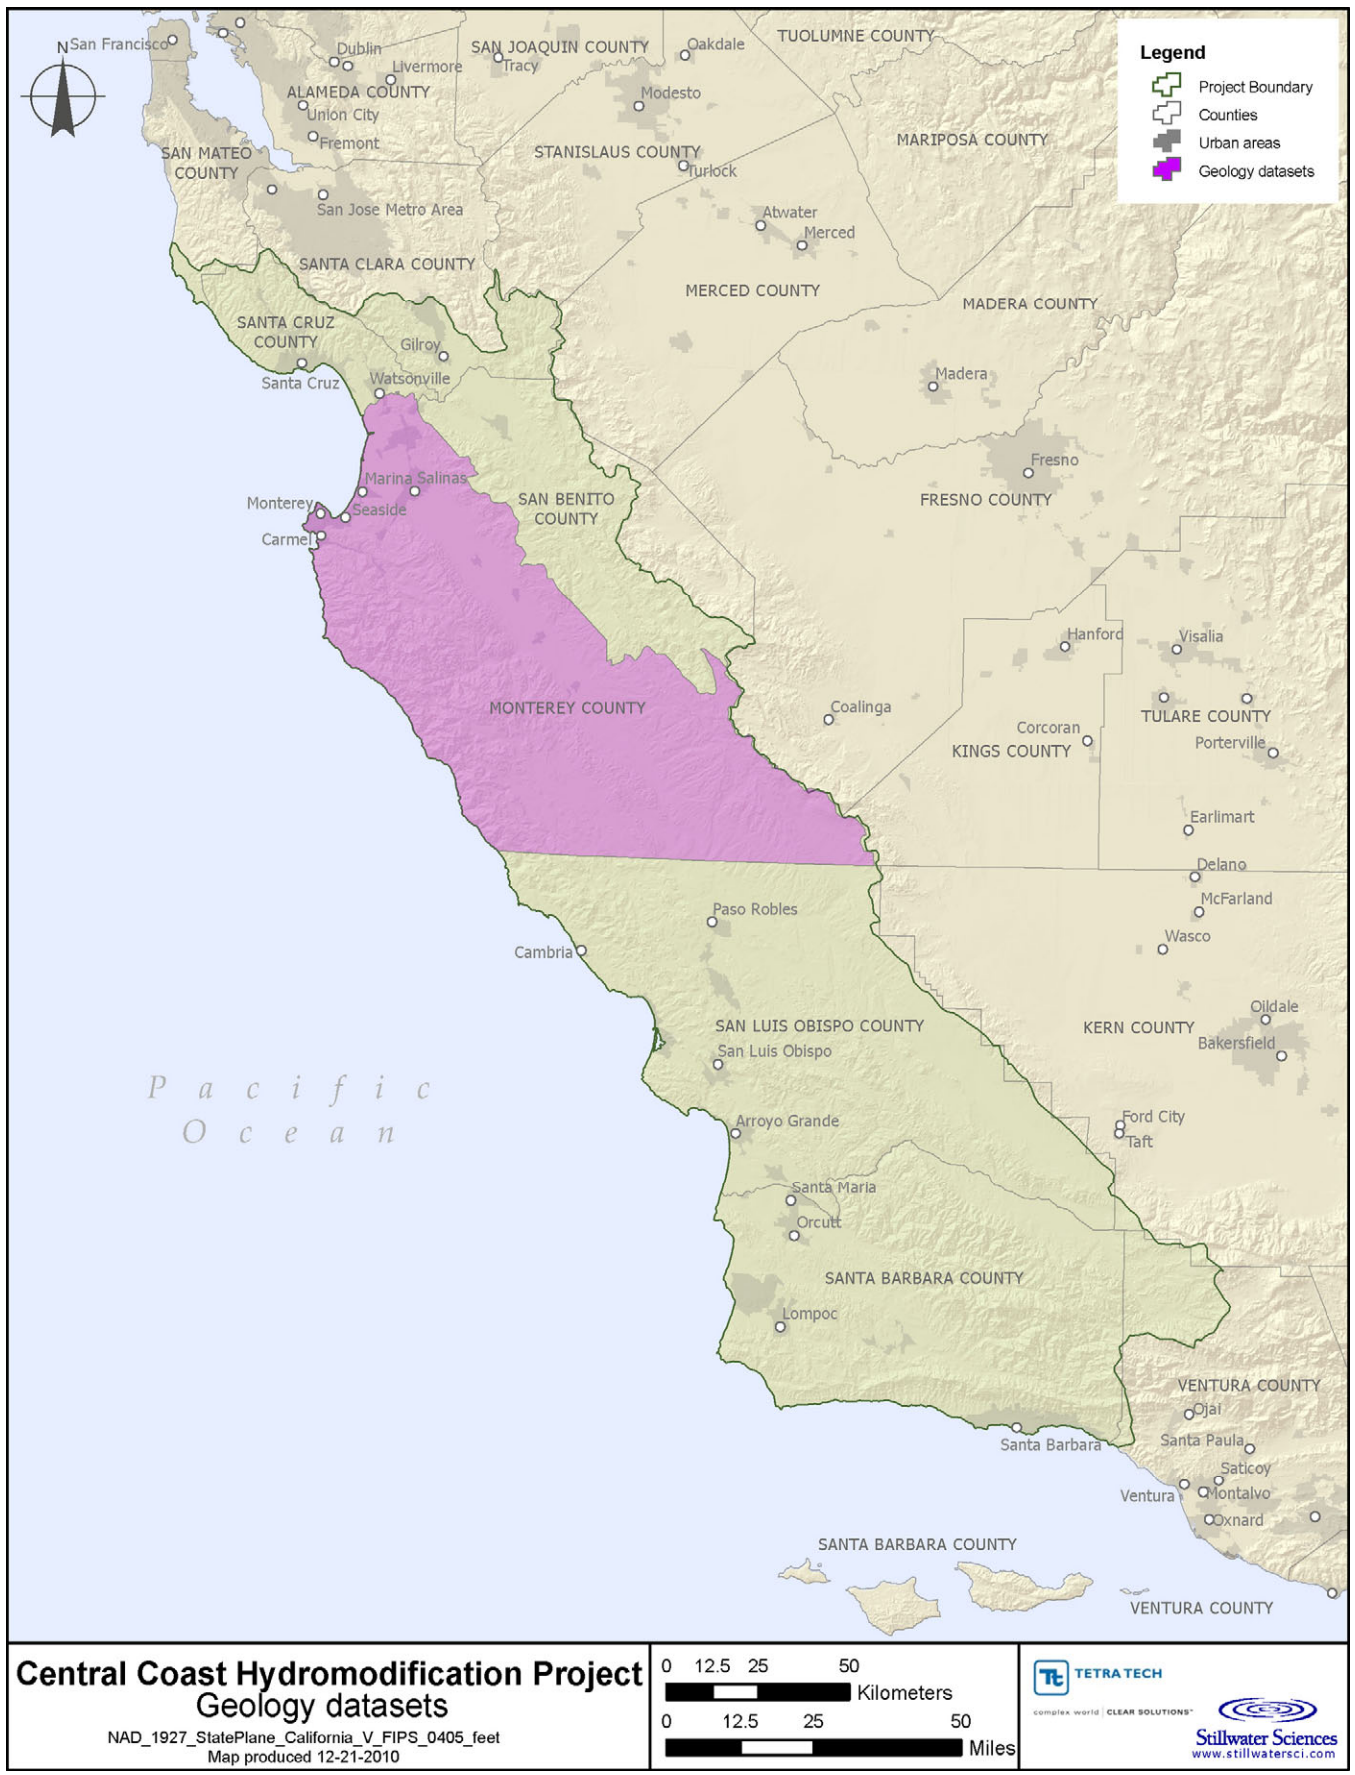 N
San Francisco
Dublin
Livermore
ALAMEDA COUNTY
Union City
Fremont
SAN JOAQUIN COUNTY
Tracy
Oakdale
TUOLUMNE COUNTY
Modesto
STANISLAUS COUNTY
Turlock
MARIPOSA COUNTY
Legend
Project Boundary
Counties
Urban areas
Geology datasets
SAN MATEO
COUNTY
San Jose Metro Area
SANTA CLARA COUNTY
Atwater
Merced
MERCED COUNTY
MADERA COUNTY
SANTA CRUZ
COUNTY
Gilroy
Santa Cruz
Watsonville
Madera
Fresno
FRESNO COUNTY
Marina
Salinas
Monterey
Seaside
Carmel
SAN BENITO
COUNTY
Hanford
Visalia
MONTEREY COUNTY
Coalinga
Corcoran
KINGS COUNTY
TULARE COUNTY
Porterville
Earlimart
Delano
McFarland
Wasco
Paso Robles
Cambria
SAN LUIS OBISPO COUNTY
San Luis Obispo
KERN COUNTY
Oildale
Bakersfield
Pacific
Ocean
Arroyo Grande
Ford City
Taft
Santa Maria
Orcutt
SANTA BARBARA COUNTY
Lompoc
VENTURA COUNTY
Ojai
Santa Barbara
Santa Paula
Saticoy
Ventura
Montalvo
Oxnard
SANTA BARBARA COUNTY
VENTURA COUNTY
Central Coast Hydromodification Project
Geology datasets
NAD_1927_StatePlane_California_V_FIPS_0405_feet
Map produced 12-21-2010
0 12.5 25 50
Kilometers
0 12.5 25 50
Miles
Tt TETRA TECH
complex world | CLEAR SOLUTIONS™
Stillwater Sciences
www.stillwatersci.com